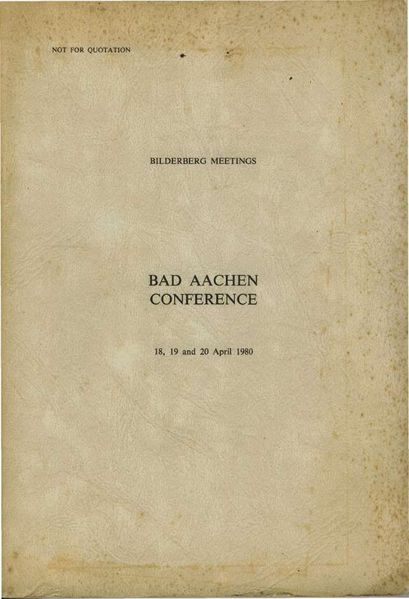 NOT FOR QUOTATION
BILDERBERG MEETINGS
BAD AACHEN
CONFERENCE
18, 19 and 20 April 1980